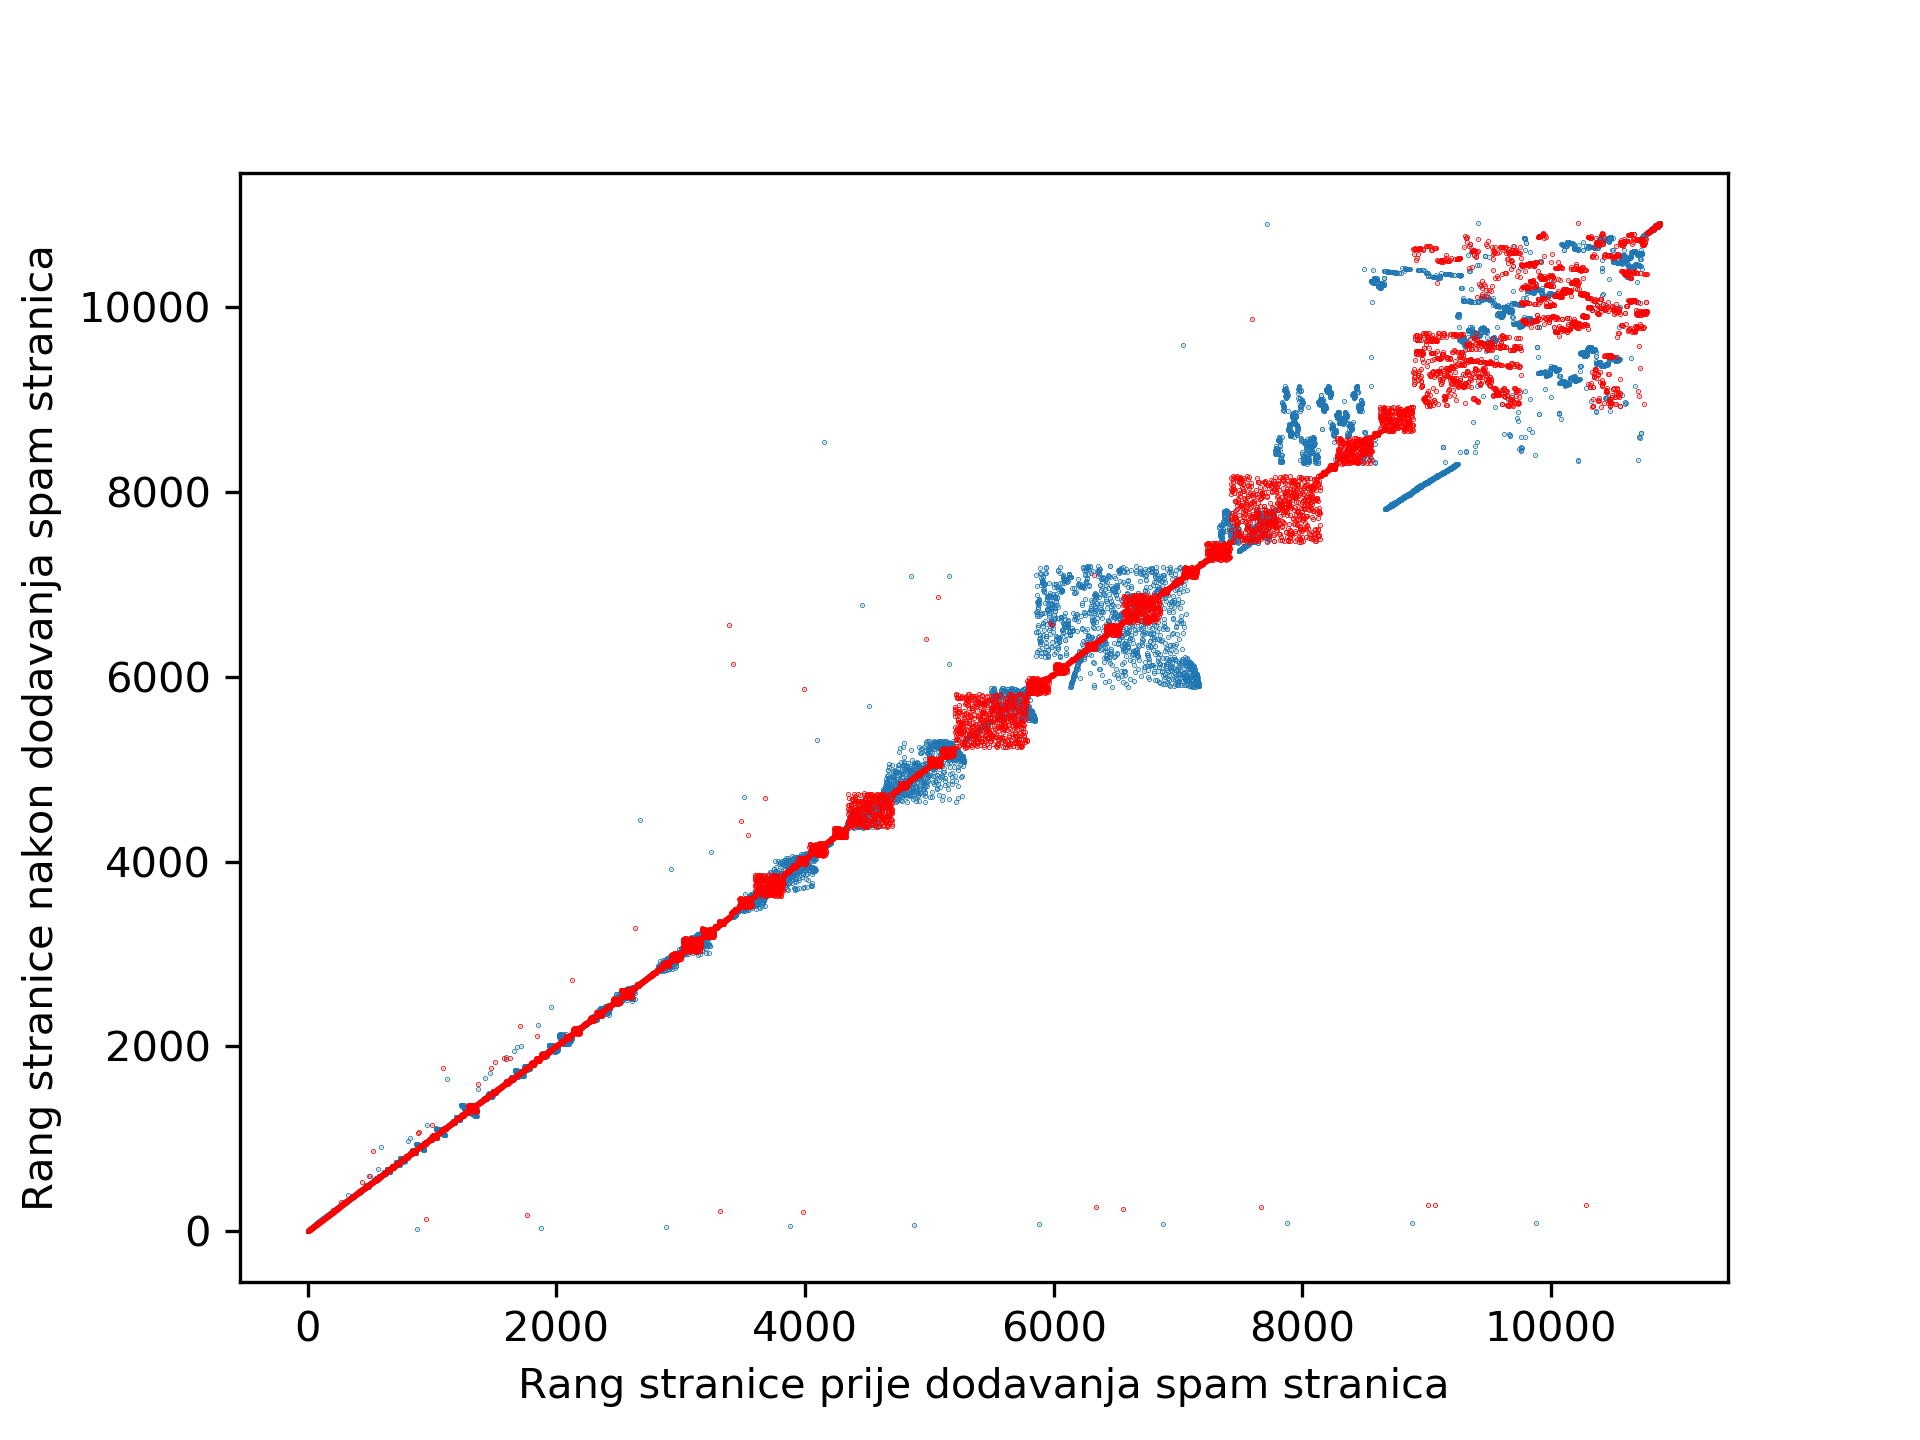 Rang stranice nakon dodavanja spam stranica
10000
8000
6000
4000
2000
0
0 2000 4000 6000 8000 10000
Rang stranice prije dodavanja spam stranica